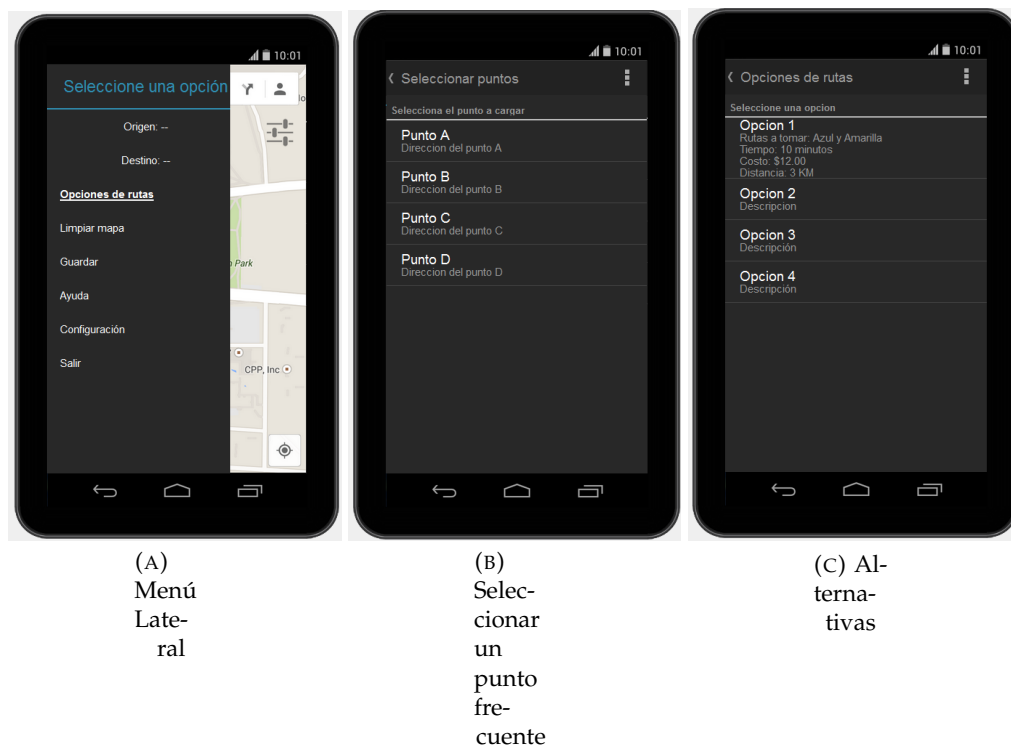 10:01
Seleccione una opción
Origen: --
Destino: --
Opciones de rutas
Limpiar mapa
Guardar
Ayuda
Configuración
Salir
Park
CPP, Inc
10:01
Seleccionar puntos
Selecciona el punto a cargar
Punto A
Direccion del punto A
Punto B
Direccion del punto B
Punto C
Direccion del punto C
Punto D
Direccion del punto D
10:01
Opciones de rutas
Seleccione una opcion
Opcion 1
Rutas a tomar: Azul y Amarilla
Tiempo: 10 minutos
Costo: $12.00
Distancia: 3 KM
Opcion 2
Descripcion
Opcion 3
Descripción
Opcion 4
Descripción
(A)
Menú
Late-
ral
(B)
Selec-
cionar
un
punto
fre-
cuente
(C) Al-
terna-
tivas